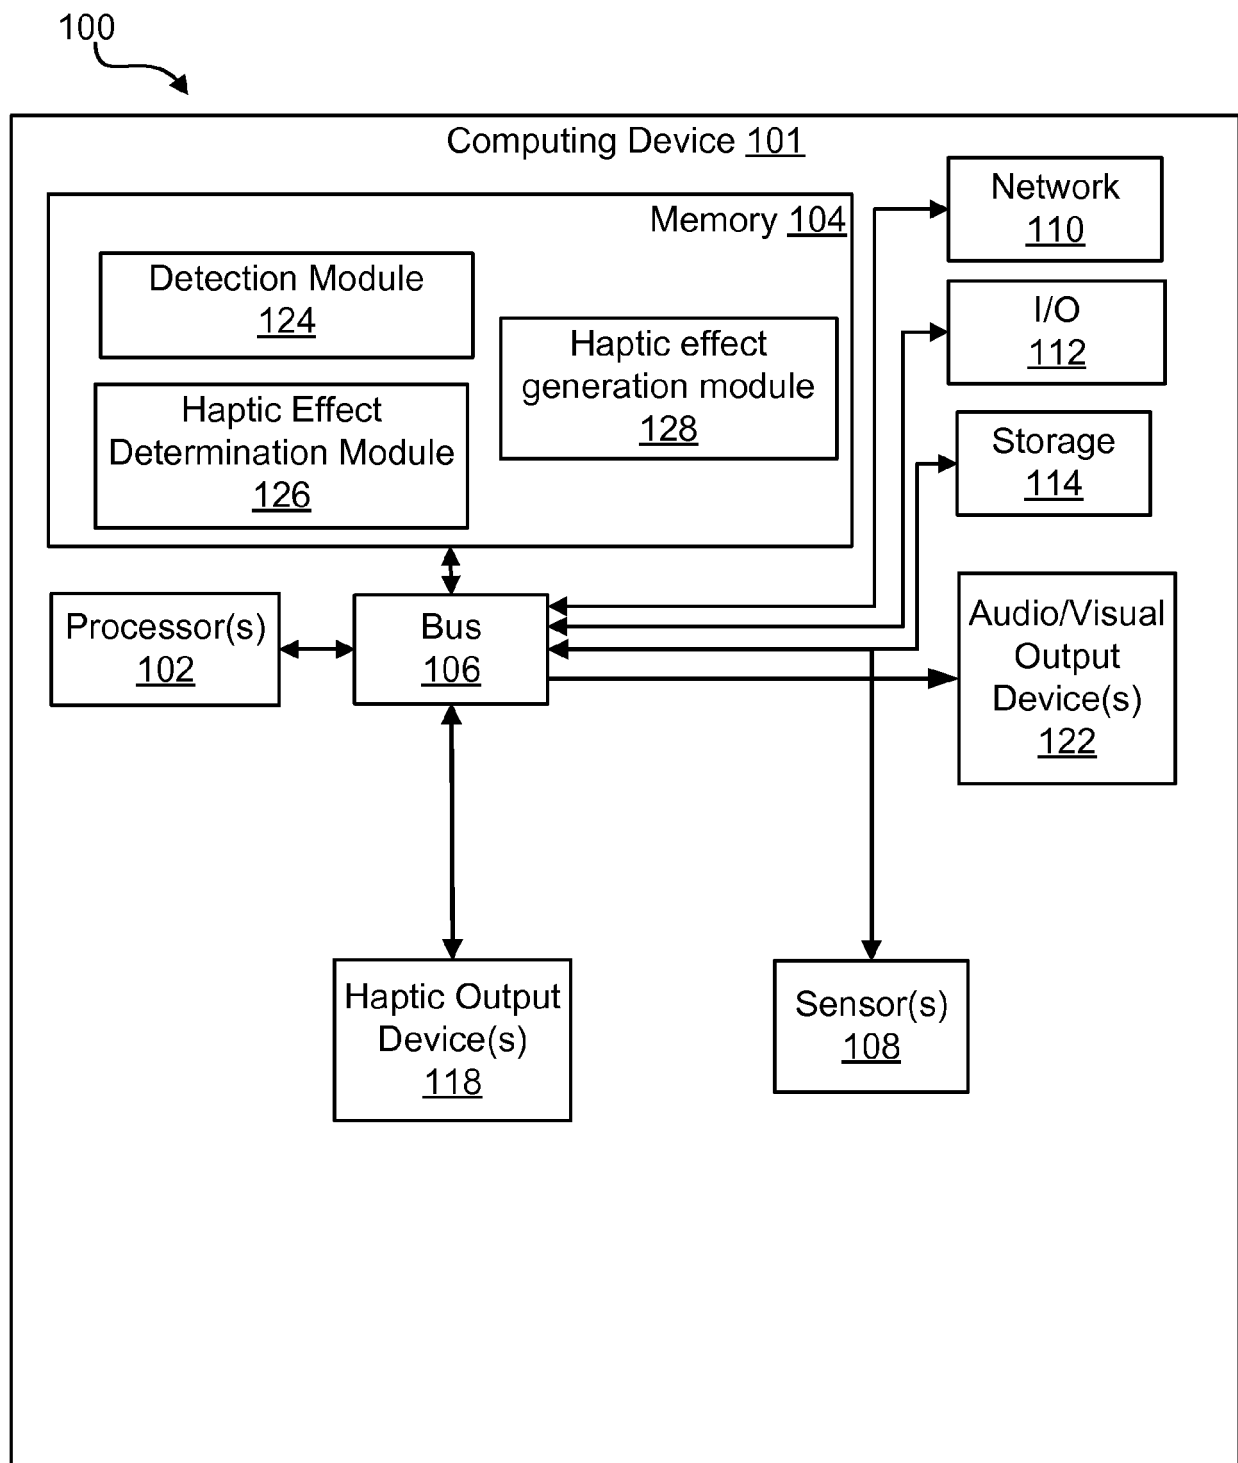 100
Computing Device 101
Memory 104
Detection Module
124
Haptic Effect
Determination Module
126
Haptic effect
generation module
128
Network
110
I/O
112
Storage
114
Processor(s)
102
Bus
106
Audio/Visual
Output
Device(s)
122
Haptic Output
Device(s)
118
Sensor(s)
108